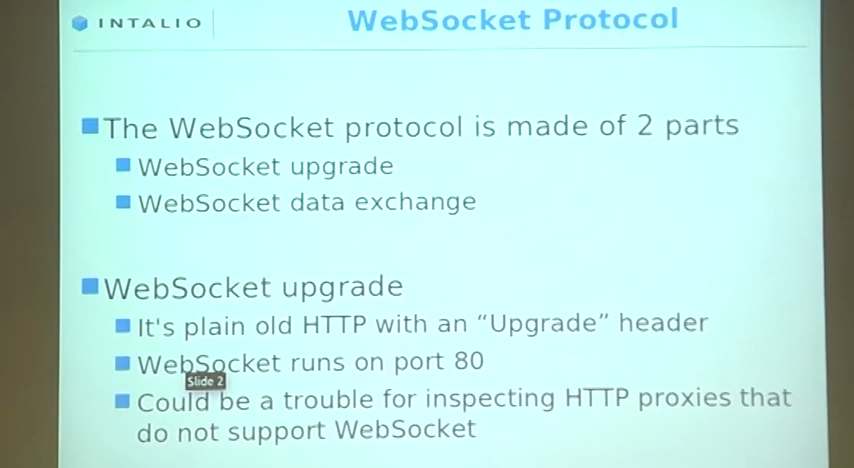 INTALIO
WebSocket Protocol
The WebSocket protocol is made of 2 parts
WebSocket upgrade
WebSocket data exchange
WebSocket upgrade
It's plain old HTTP with an “Upgrade” header
WebSocket runs on port 80
Slide 2
Could be a trouble for inspecting HTTP proxies that
do not support WebSocket